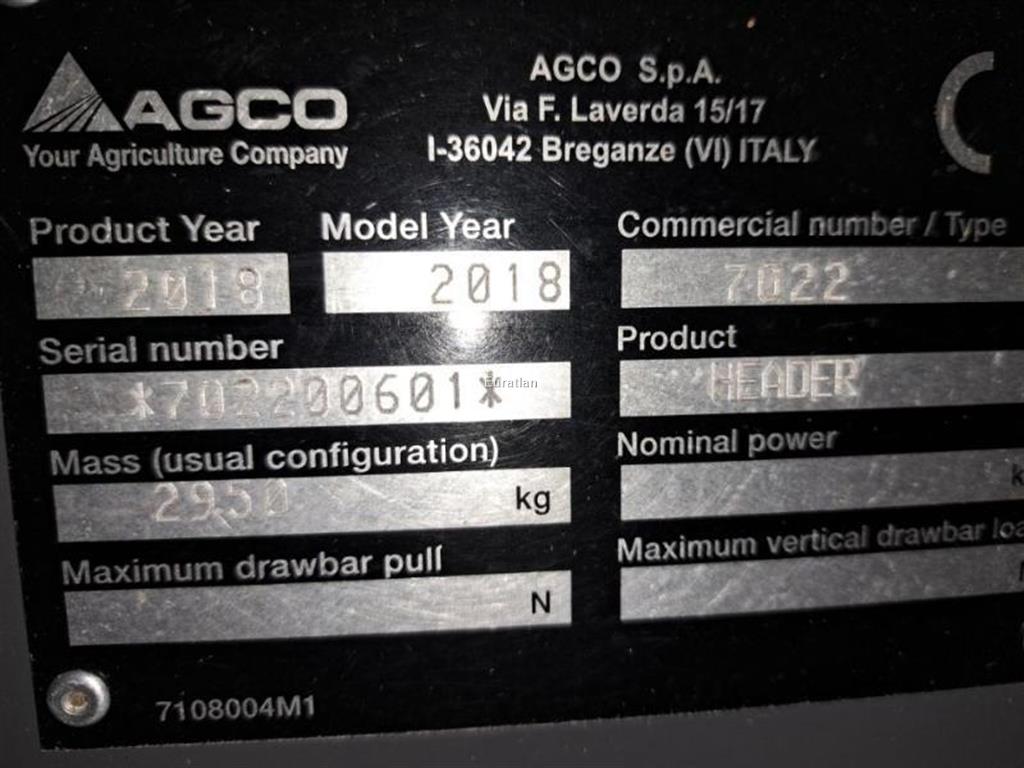 AGCO
Your Agriculture Company
AGCO S.p.A.
Via F. Laverda 15/17
I-36042 Breganze (VI) ITALY
C
Product Year
2018
Model Year
2018
Commercial number / Type
7022
Serial number
*702200601*
Euratlan
Product
HEADER
Mass (usual configuration)
2950 kg
Nominal power
k
Maximum drawbar pull
N
Maximum vertical drawbar loa
7108004M1